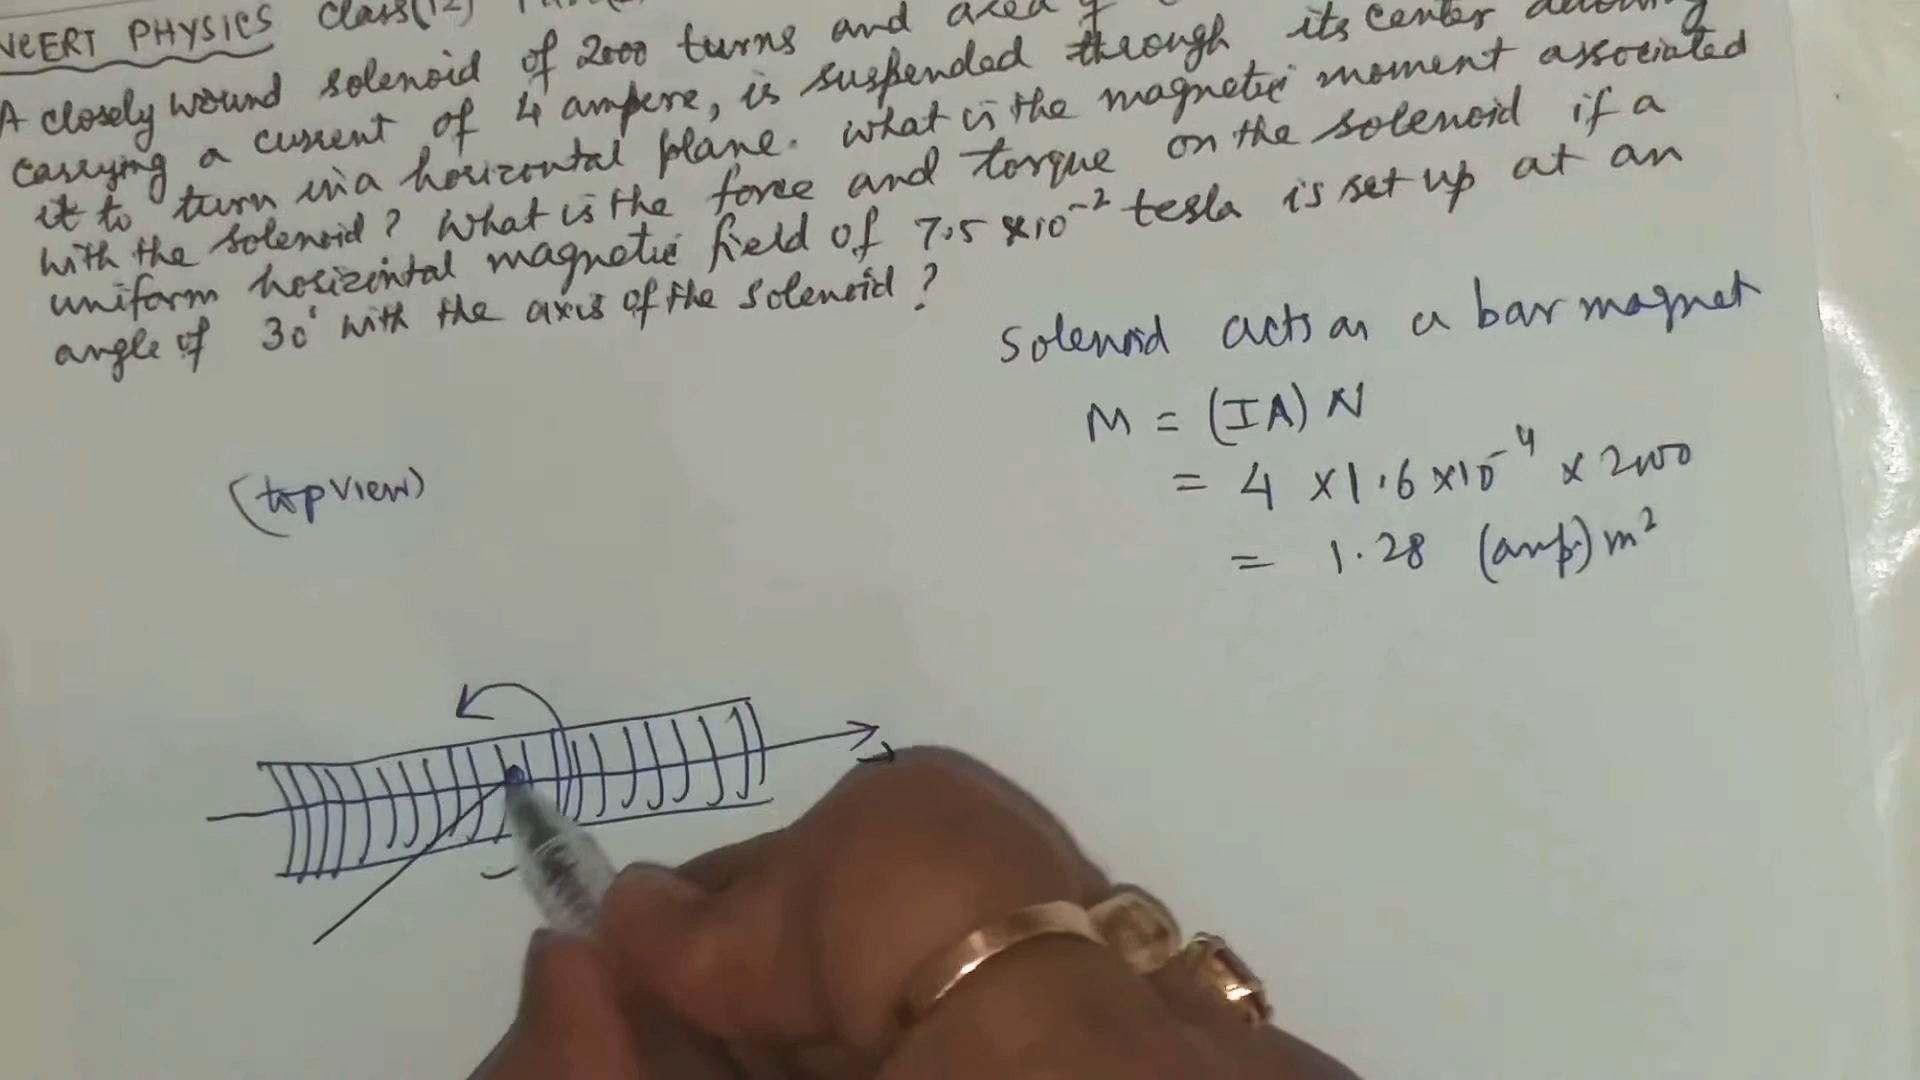 NCERT PHYSICS Class(12)
A closely wound solenoid of 2000 turns and area of
carrying a current of 4 ampere, is suspended through its center allowing
it to turn in a horizontal plane. What is the magnetic moment associated
with the solenoid? What is the force and torque on the solenoid if a
uniform horizintal magnetic field of 7.5 × 10⁻² tesla is set up at an
angle of 30° with the axis of the solenoid?
solenoid acts as a bar magnet
M = (IA) N
= 4 × 1.6 × 10⁻⁴ × 2000
= 1.28 (amp.) m²
(top view)